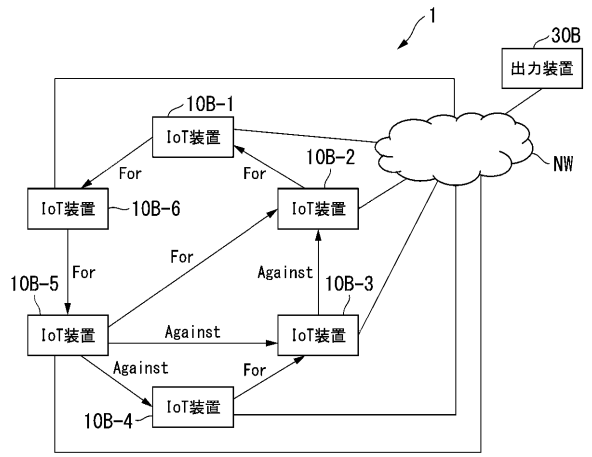 1
30B
出力装置
10B-1
IoT装置
10B-2
NW
For
For
IoT装置
10B-6
IoT装置
For
For
Against
10B-5
10B-3
IoT装置
Against
IoT装置
Against
For
10B-4
IoT装置